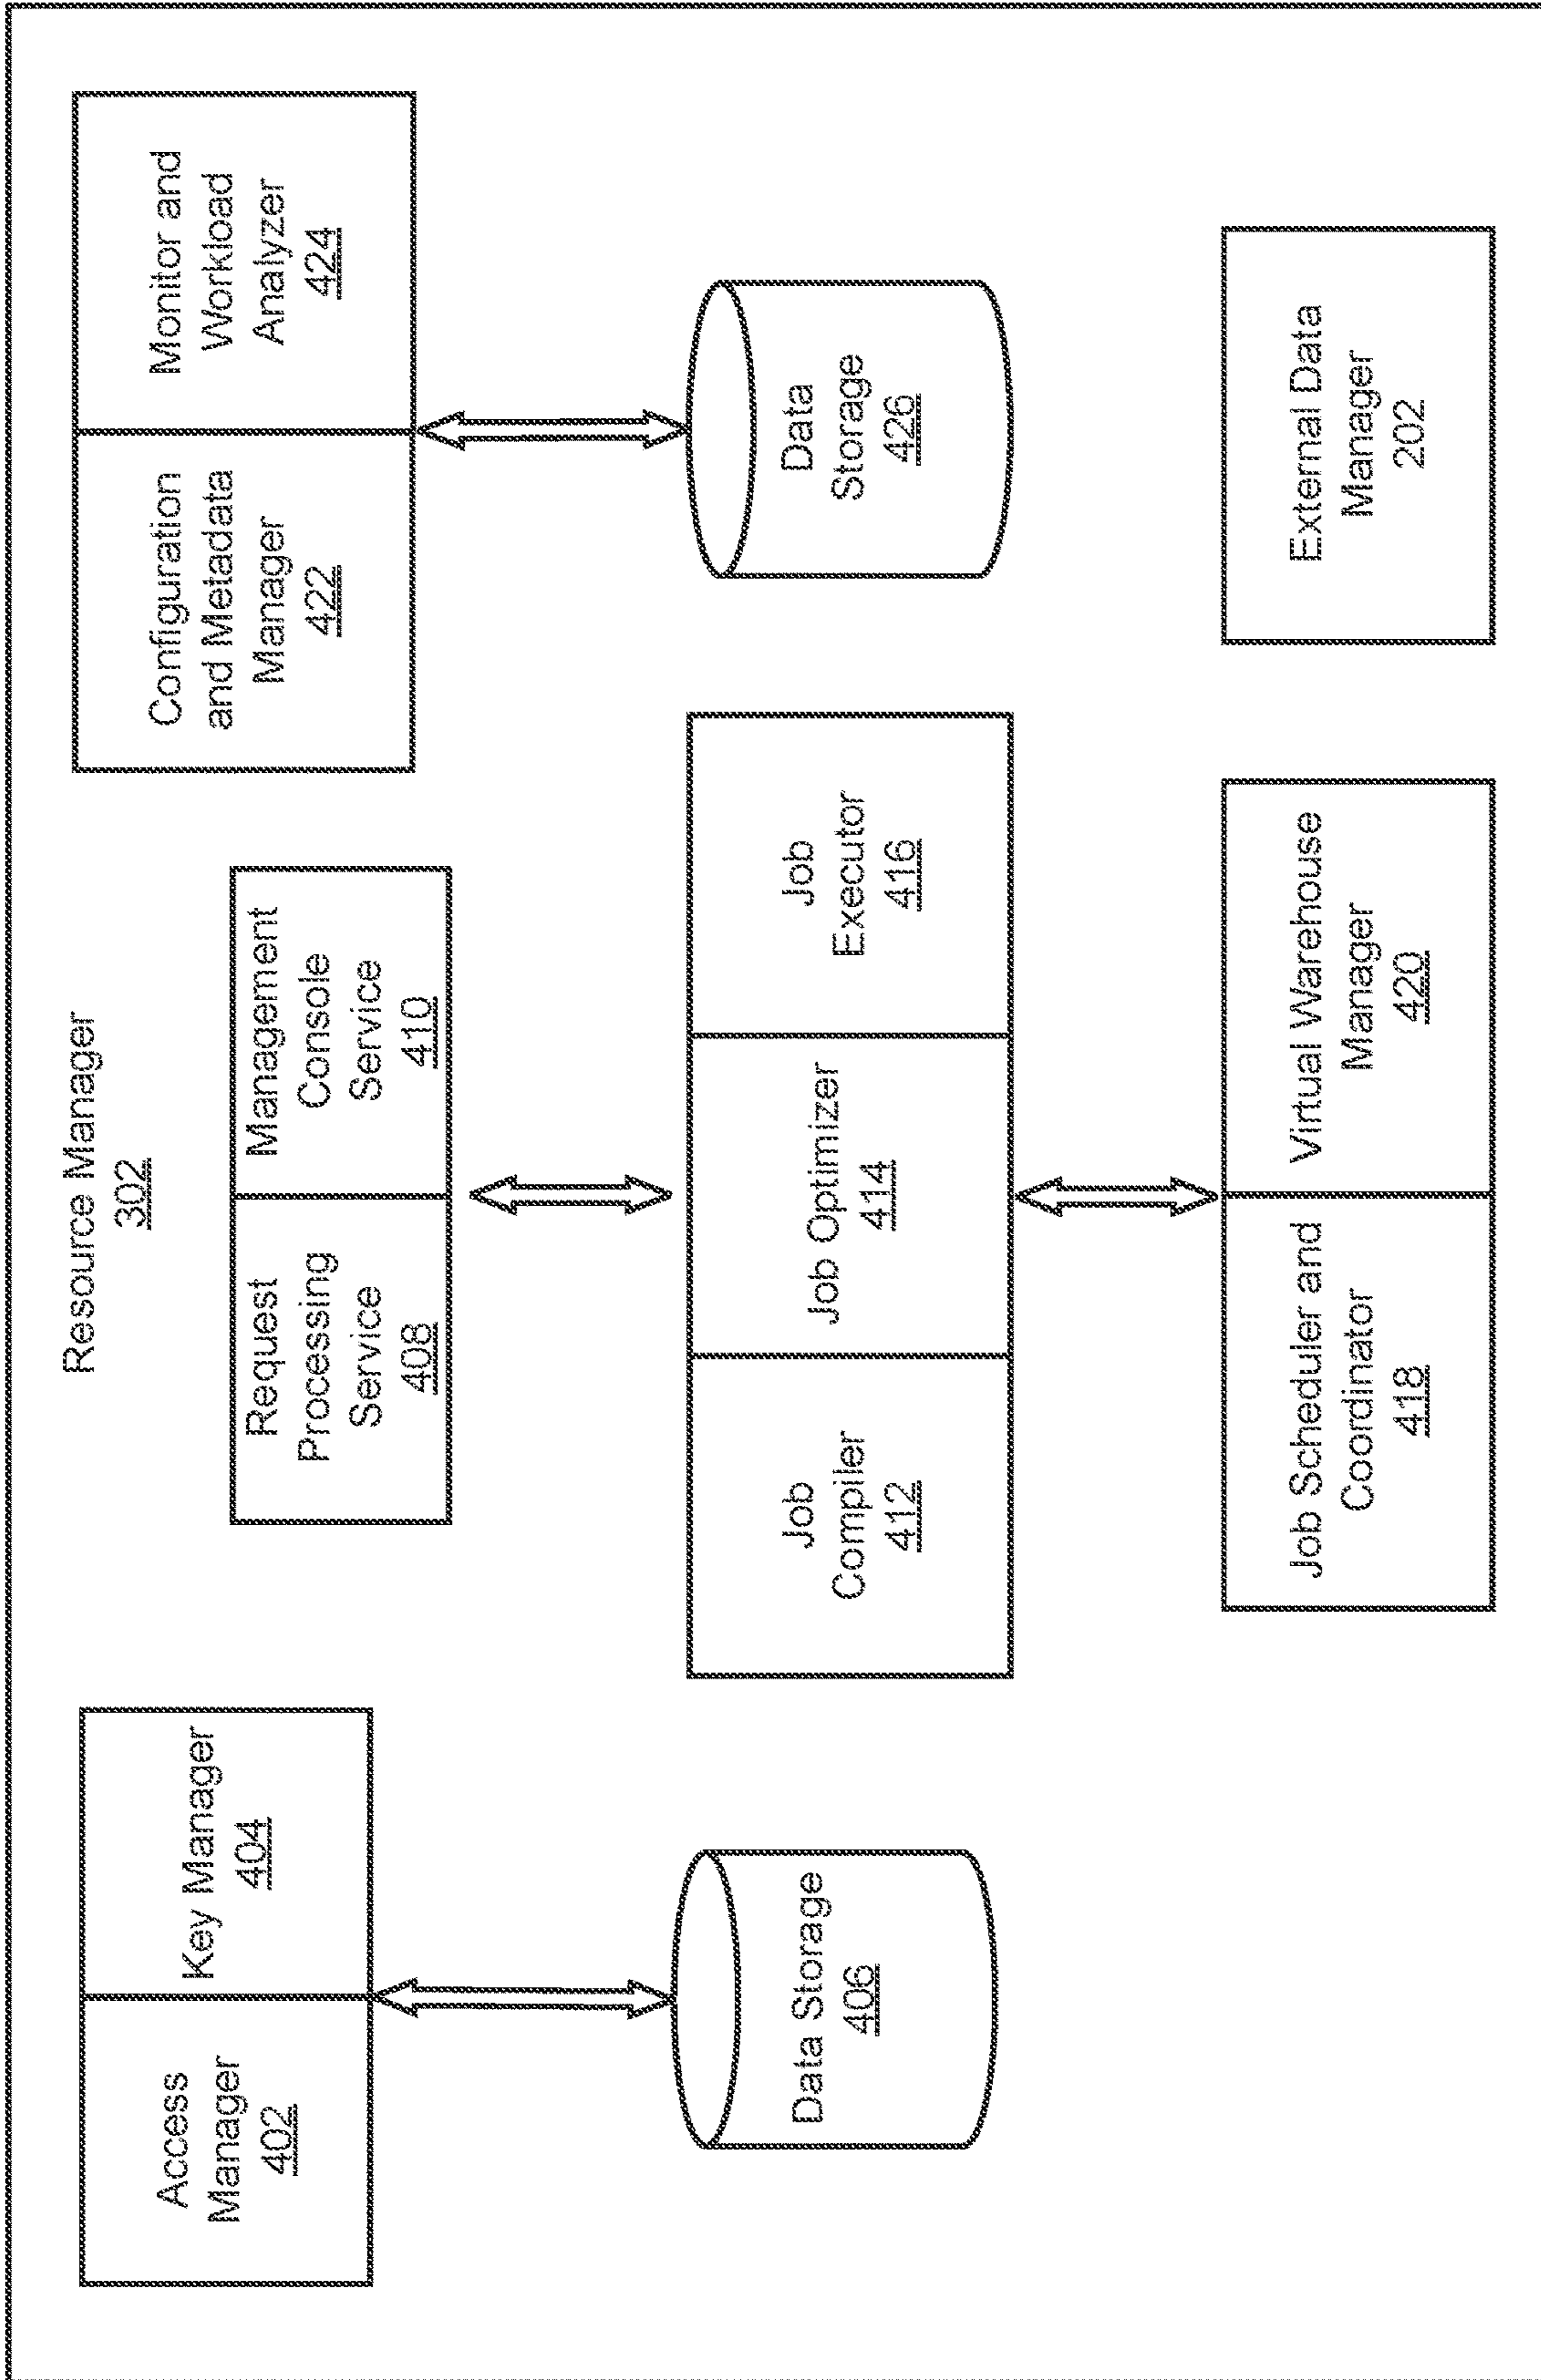 Resource Manager
302
Access
Manager
402
Key Manager
404
Request
Processing
Service
408
Management
Console
Service
410
Configuration
and Metadata
Manager
422
Monitor and
Workload
Analyzer
424
Data Storage
406
Job
Compiler
412
Job Optimizer
414
Job
Executor
416
Data
Storage
426
Job Scheduler and
Coordinator
418
Virtual Warehouse
Manager
420
External Data
Manager
202